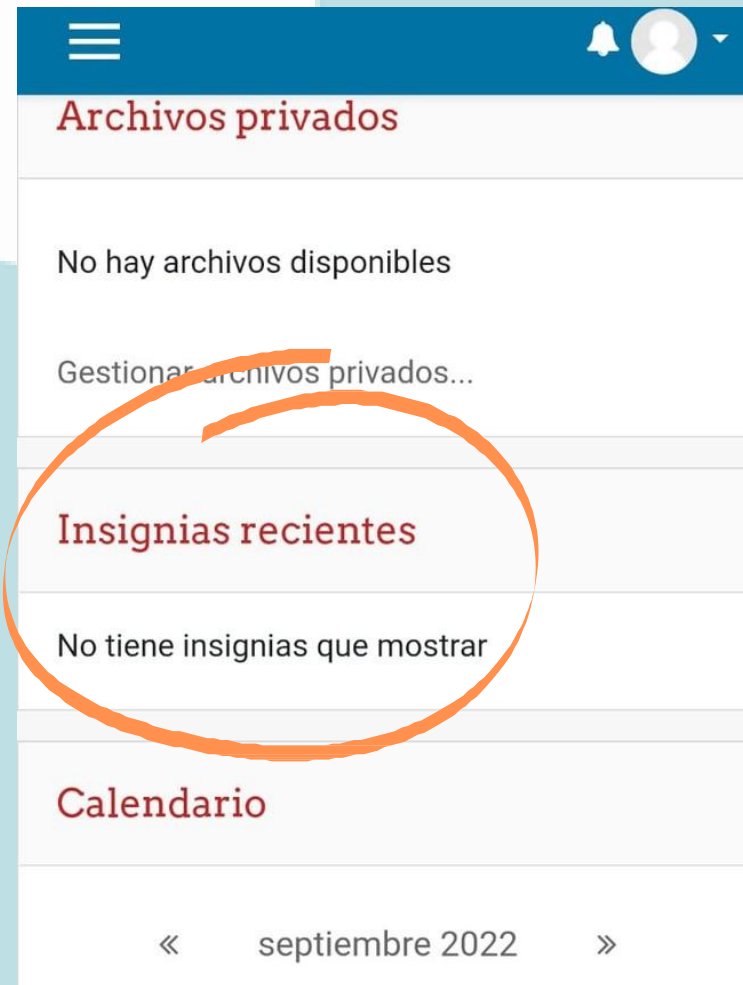 Archivos privados
No hay archivos disponibles
Gestionar archivos privados...
Insignias recientes
No tiene insignias que mostrar
Calendario
« septiembre 2022 »